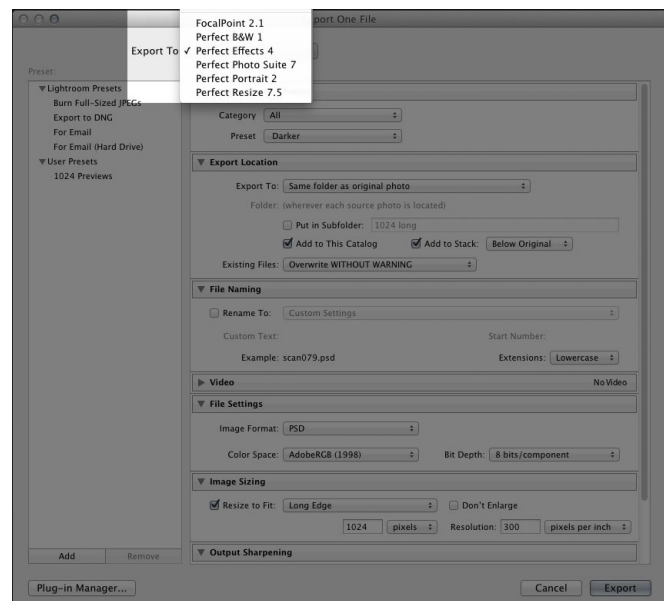 port One File
FocalPoint 2.1
Perfect B&W 1
Export To ✓ Perfect Effects 4
Perfect Photo Suite 7
Perfect Portrait 2
Perfect Resize 7.5
Preset:
▼Lightroom Presets
Burn Full-Sized JPEGs
Export to DNG
For Email
For Email (Hard Drive)
▼User Presets
1024 Previews
Add Remove
Category All
Preset Darker
▼ Export Location
Export To: Same folder as original photo
Folder: (wherever each source photo is located)
Put in Subfolder: 1024 long
Add to This Catalog Add to Stack: Below Original
Existing Files: Overwrite WITHOUT WARNING
▼ File Naming
Rename To: Custom Settings
Custom Text: Start Number:
Example: scan079.psd Extensions: Lowercase
▶ Video No Video
▼ File Settings
Image Format: PSD
Color Space: AdobeRGB (1998) Bit Depth: 8 bits/component
▼ Image Sizing
Resize to Fit: Long Edge Don't Enlarge
1024 pixels Resolution: 300 pixels per inch
▼ Output Sharpening
Plug-in Manager... Cancel Export